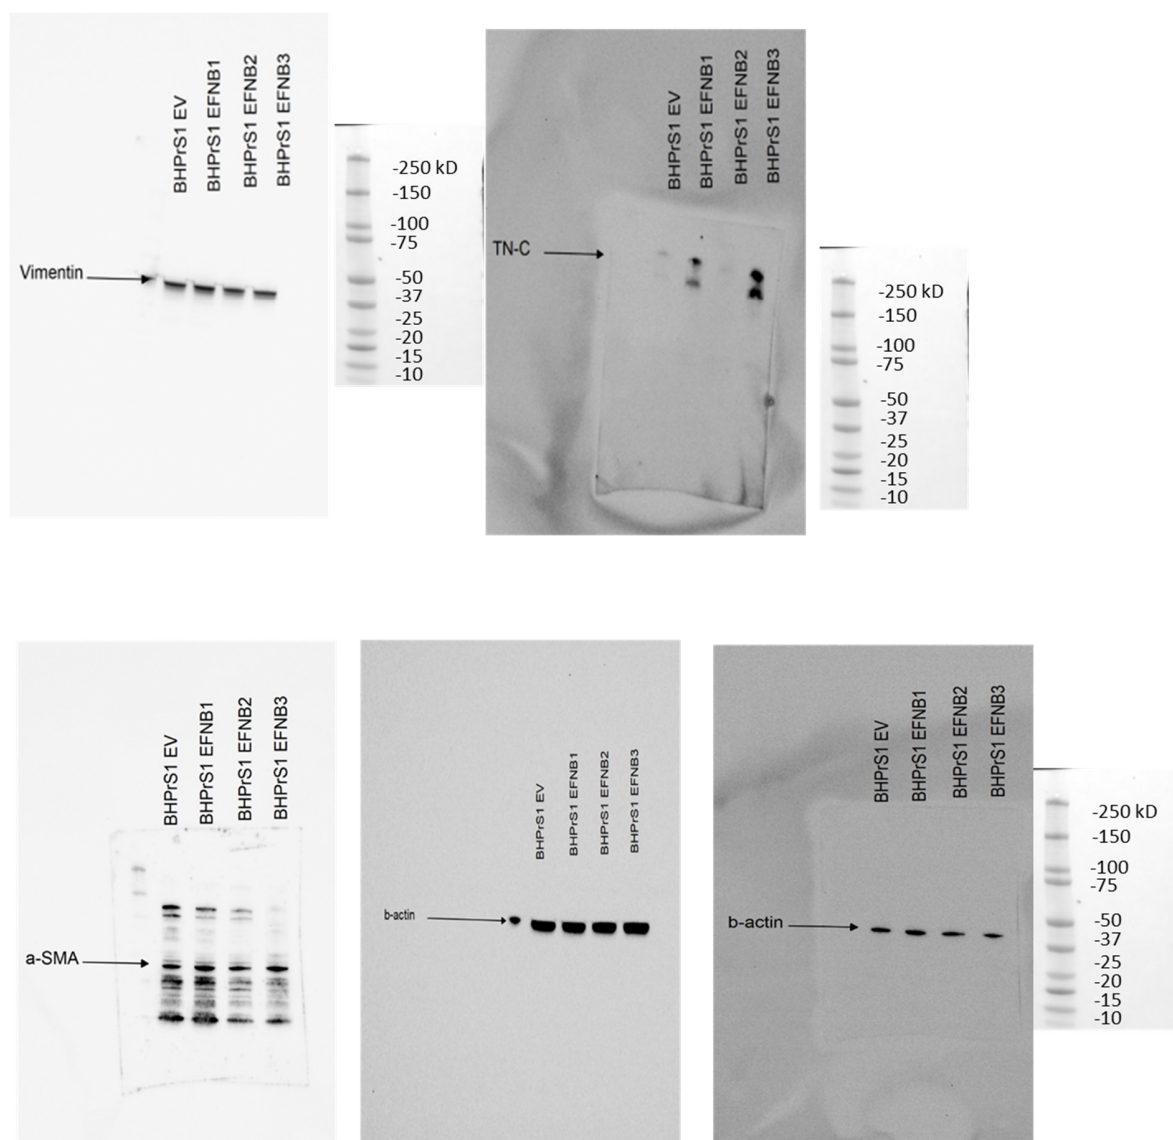 BHPrS1 EV
BHPrS1 EFNB1
BHPrS1 EFNB2
BHPrS1 EFNB3
Vimentin
-250 kD
-150
-100
-75
-50
-37
-25
-20
-15
-10
BHPrS1 EV
BHPrS1 EFNB1
BHPrS1 EFNB2
BHPrS1 EFNB3
TN-C
-250 kD
-150
-100
-75
-50
-37
-25
-20
-15
-10
BHPrS1 EV
BHPrS1 EFNB1
BHPrS1 EFNB2
BHPrS1 EFNB3
a-SMA
BHPrS1 EV
BHPrS1 EFNB1
BHPrS1 EFNB2
BHPrS1 EFNB3
b-actin
BHPrS1 EV
BHPrS1 EFNB1
BHPrS1 EFNB2
BHPrS1 EFNB3
b-actin
-250 kD
-150
-100
-75
-50
-37
-25
-20
-15
-10